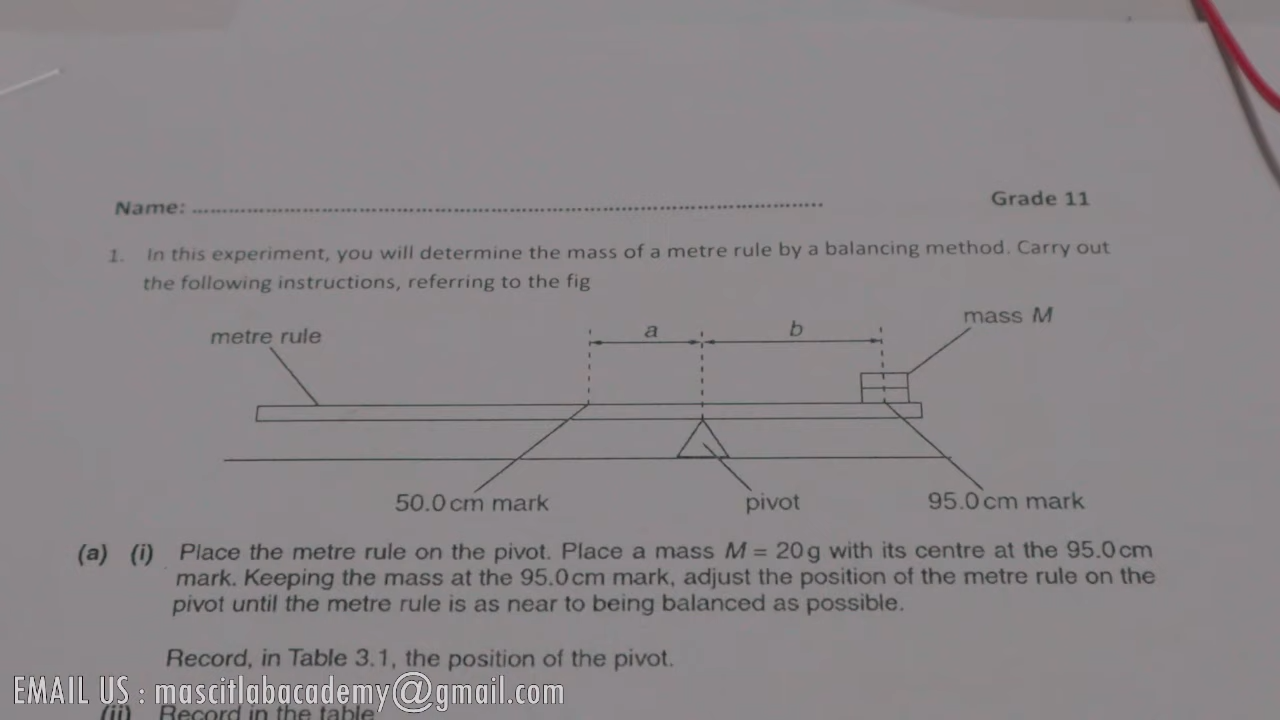 Name: ........................................................................................................ Grade 11
1. In this experiment, you will determine the mass of a metre rule by a balancing method. Carry out
the following instructions, referring to the fig
mass M
metre rule
a
b
50.0 cm mark
pivot
95.0 cm mark
(a) (i) Place the metre rule on the pivot. Place a mass M = 20 g with its centre at the 95.0 cm
mark. Keeping the mass at the 95.0 cm mark, adjust the position of the metre rule on the
pivot until the metre rule is as near to being balanced as possible.
Record, in Table 3.1, the position of the pivot.
EMAIL US : mascitlabacademy@gmail.com
(ii) Record in the table